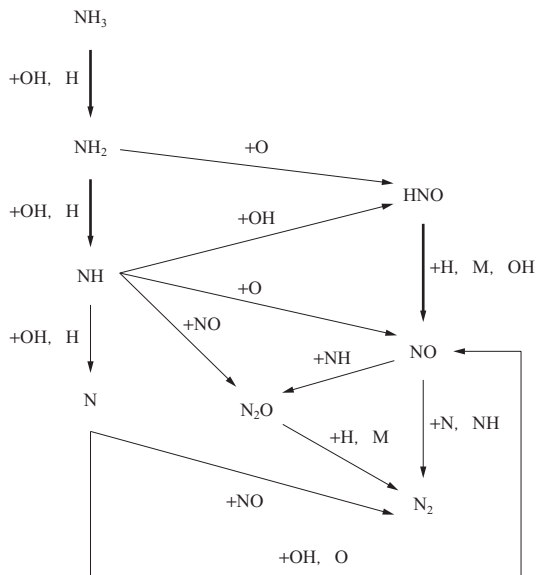 NH₃
+OH, H
NH₂
+O
HNO
+OH, H
+OH
+H, M, OH
NH
+O
+NO
+OH, H
+NH
NO
N
N₂O
+N, NH
+H, M
+NO
N₂
+OH, O